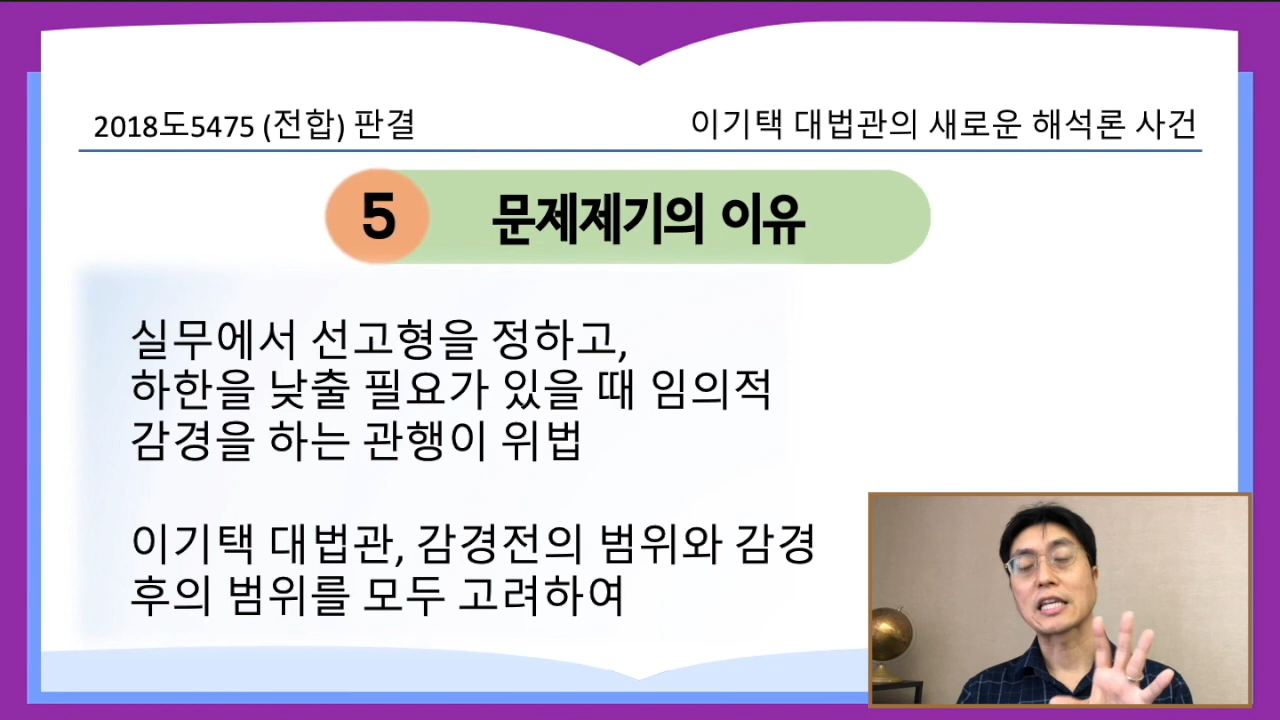 2018도5475 (전합) 판결 이기택 대법관의 새로운 해석론 사건
5 문제제기의 이유
실무에서 선고형을 정하고,
하한을 낮출 필요가 있을 때 임의적
감경을 하는 관행이 위법
이기택 대법관, 감경전의 범위와 감경
후의 범위를 모두 고려하여